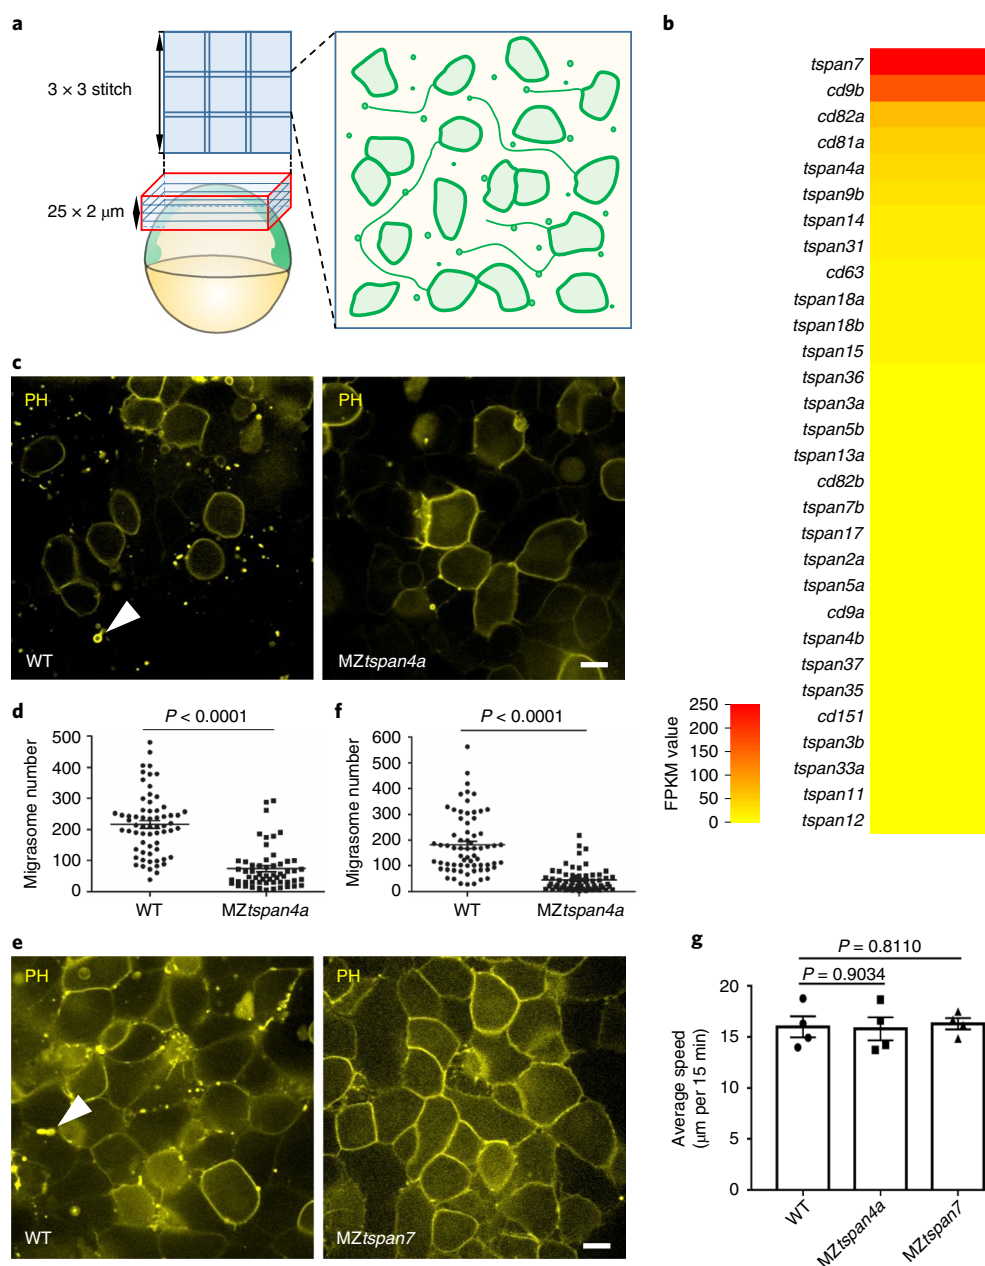 a
3 × 3 stitch
25 × 2 μm
b
tspan7
cd9b
cd82a
cd81a
tspan4a
tspan9b
tspan14
tspan31
cd63
tspan18a
tspan18b
tspan15
tspan36
tspan3a
tspan5b
tspan13a
cd82b
tspan7b
tspan17
tspan2a
tspan5a
cd9a
tspan4b
tspan37
tspan35
cd151
tspan3b
tspan33a
tspan11
tspan12
FPKM value
250
200
150
100
50
0
c
PH
WT
PH
MZtspan4a
d
P < 0.0001
Migrasome number
500
400
300
200
100
0
WT
MZtspan4a
f
P < 0.0001
Migrasome number
600
500
400
300
200
100
0
WT
MZtspan4a
e
PH
WT
PH
MZtspan7
g
P = 0.8110
P = 0.9034
Average speed
(μm per 15 min)
20
15
10
5
0
WT
MZtspan4a
MZtspan7